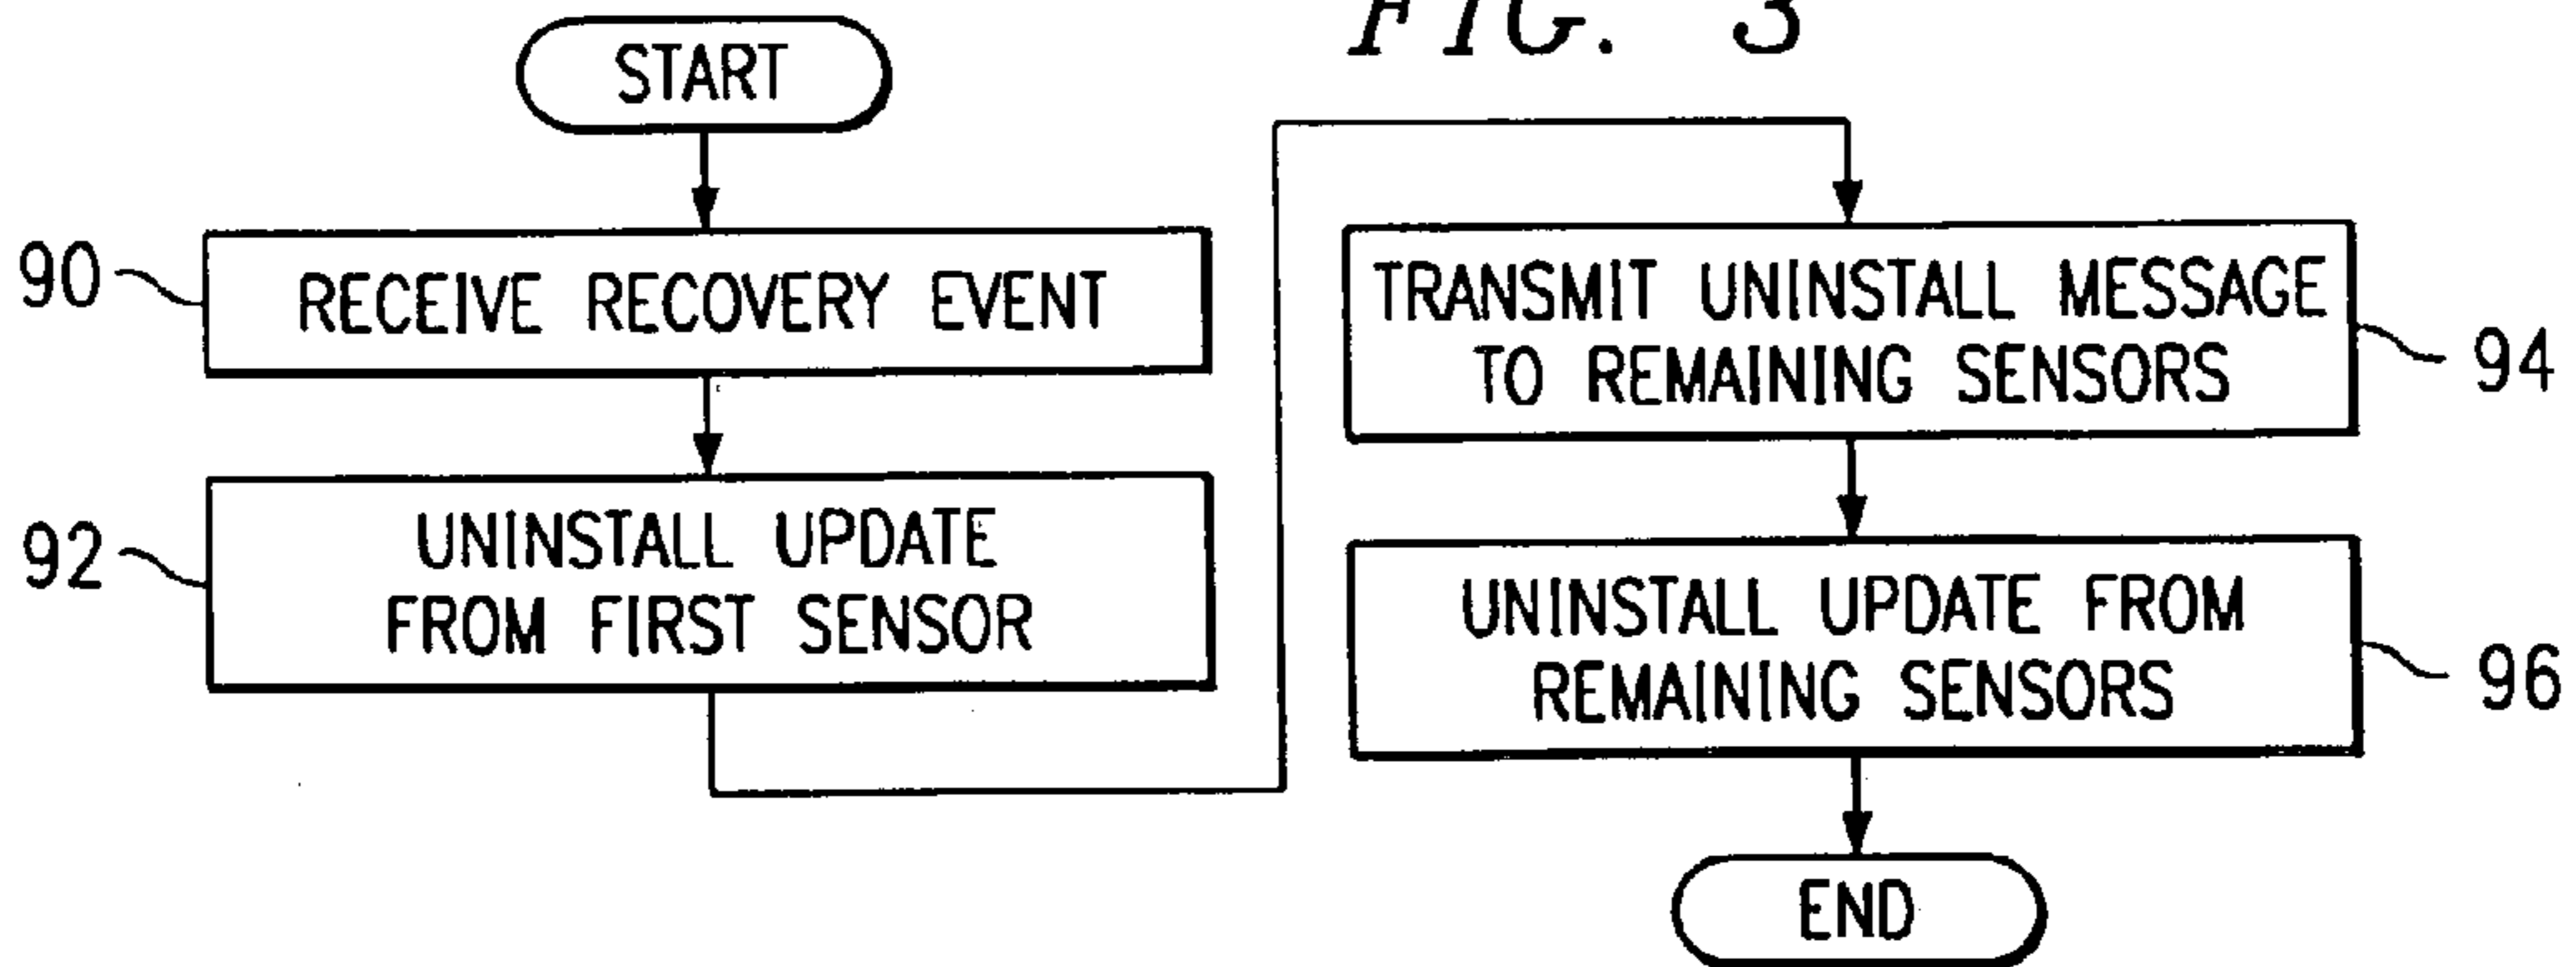 FIG. 3
START
90
RECEIVE RECOVERY EVENT
92
UNINSTALL UPDATE
FROM FIRST SENSOR
TRANSMIT UNINSTALL MESSAGE
TO REMAINING SENSORS
94
UNINSTALL UPDATE FROM
REMAINING SENSORS
96
END